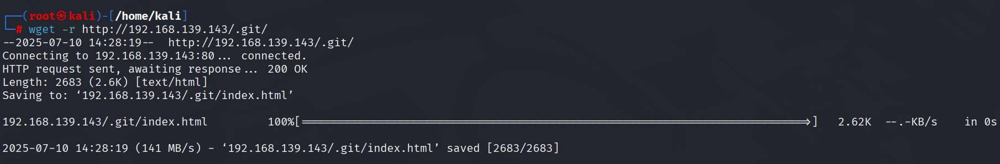 ┌──(root㉿kali)-[/home/kali]
└─# wget -r http://192.168.139.143/.git/
--2025-07-10 14:28:19--  http://192.168.139.143/.git/
Connecting to 192.168.139.143:80... connected.
HTTP request sent, awaiting response... 200 OK
Length: 2683 (2.6K) [text/html]
Saving to: ‘192.168.139.143/.git/index.html’
192.168.139.143/.git/index.html 100%[===================>] 2.62K --.-KB/s in 0s
2025-07-10 14:28:19 (141 MB/s) - ‘192.168.139.143/.git/index.html’ saved [2683/2683]